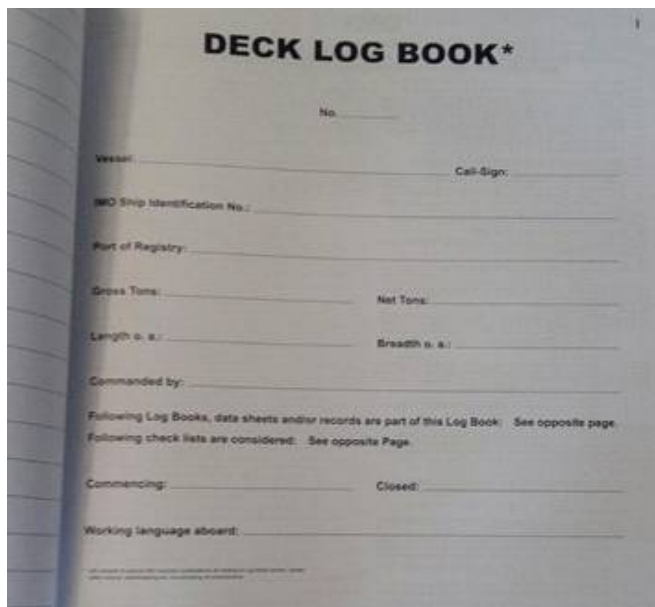 1
DECK LOG BOOK*
No.
Vessel: Call-Sign:
IMO Ship Identification No.:
Port of Registry:
Gross Tons: Net Tons:
Length o. a.: Breadth o. a.:
Commanded by:
Following Log Books, data sheets and/or records are part of this Log Book: See opposite page.
Following check lists are considered: See opposite Page.
Commencing: Closed:
Working language aboard: